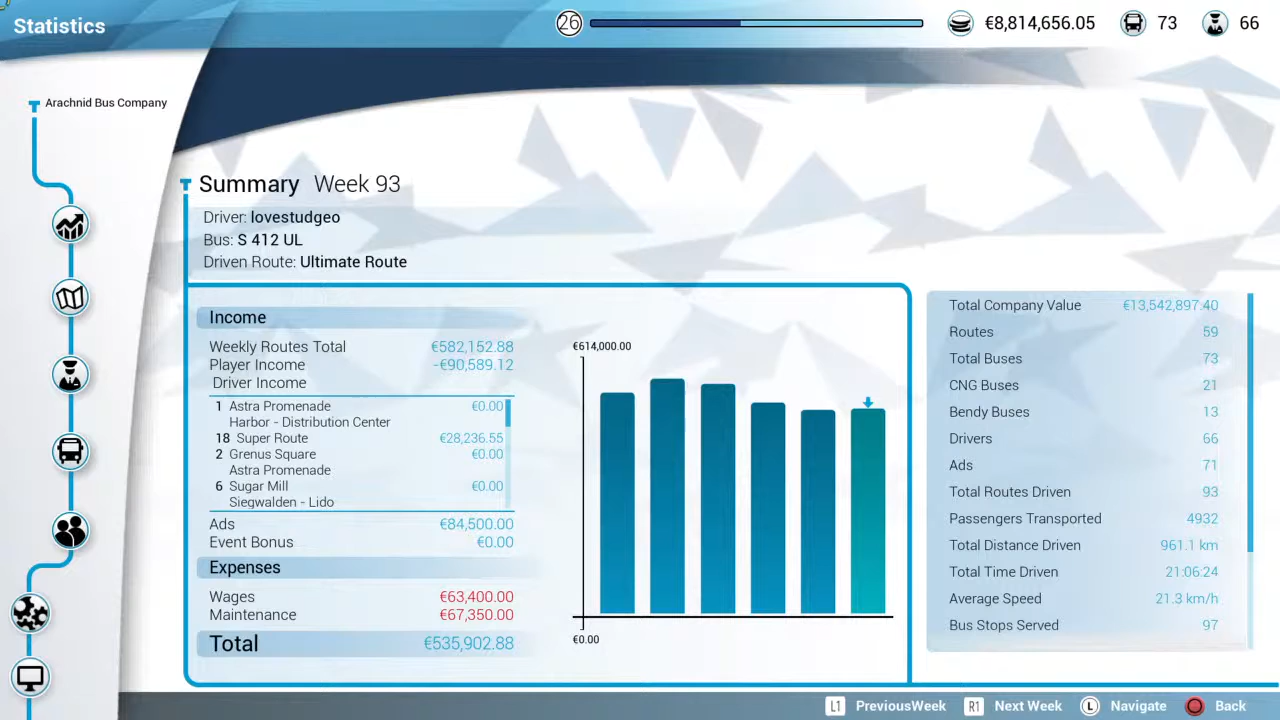 Statistics
26
€8,814,656.05
73
66
Arachnid Bus Company
Summary Week 93
Driver: lovestudgeo
Bus: S 412 UL
Driven Route: Ultimate Route
Income
Weekly Routes Total €582,152.88
Player Income -€90,589.12
Driver Income
1 Astra Promenade €0.00
Harbor - Distribution Center
18 Super Route €28,236.55
2 Grenus Square €0.00
Astra Promenade
6 Sugar Mill €0.00
Siegwalden - Lido
Ads €84,500.00
Event Bonus €0.00
Expenses
Wages €63,400.00
Maintenance €67,350.00
Total €535,902.88
€614,000.00
€0.00
Total Company Value €13,542,897.40
Routes 59
Total Buses 73
CNG Buses 21
Bendy Buses 13
Drivers 66
Ads 71
Total Routes Driven 93
Passengers Transported 4932
Total Distance Driven 961.1 km
Total Time Driven 21:06:24
Average Speed 21.3 km/h
Bus Stops Served 97
L1 PreviousWeek R1 Next Week L Navigate Back